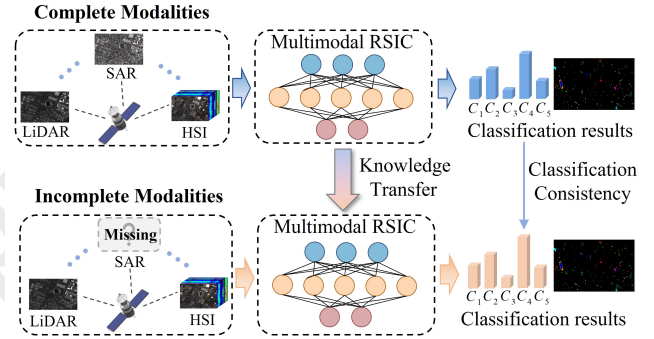 Complete Modalities
SAR
LiDAR
HSI
Multimodal RSIC
C1 C2 C3 C4 C5
Classification results
Knowledge
Transfer
Classification
Consistency
Incomplete Modalities
?
Missing
SAR
LiDAR
HSI
Multimodal RSIC
C1 C2 C3 C4 C5
Classification results